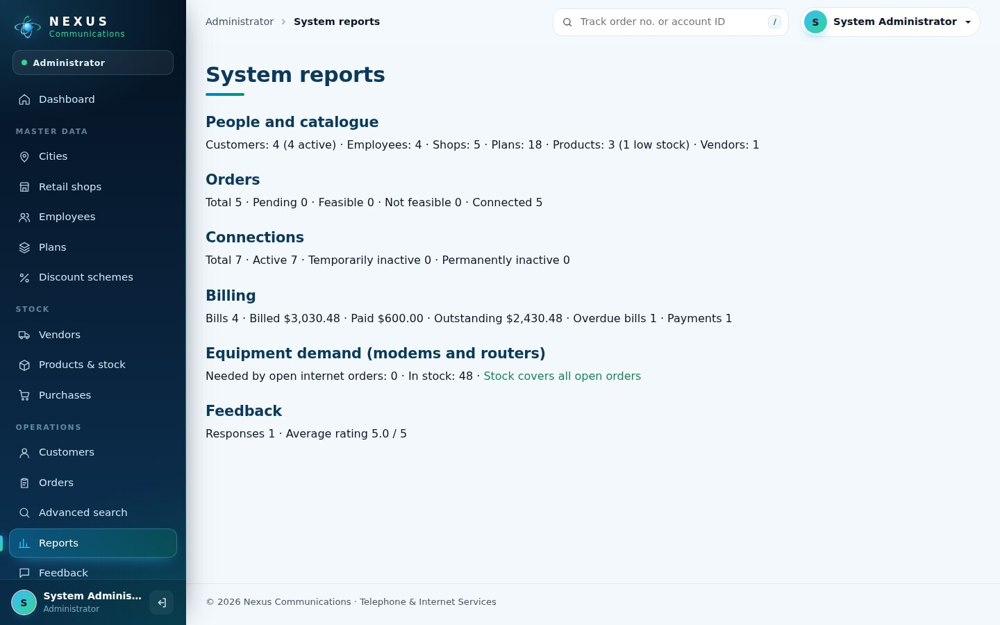 NEXUS
Communications
Administrator
Dashboard
MASTER DATA
Cities
Retail shops
Employees
Plans
Discount schemes
STOCK
Vendors
Products & stock
Purchases
OPERATIONS
Customers
Orders
Advanced search
Reports
Feedback
S System Adminis...
Administrator
Administrator > System reports
Track order no. or account ID /
S System Administrator
System reports
People and catalogue
Customers: 4 (4 active) · Employees: 4 · Shops: 5 · Plans: 18 · Products: 3 (1 low stock) · Vendors: 1
Orders
Total 5 · Pending 0 · Feasible 0 · Not feasible 0 · Connected 5
Connections
Total 7 · Active 7 · Temporarily inactive 0 · Permanently inactive 0
Billing
Bills 4 · Billed $3,030.48 · Paid $600.00 · Outstanding $2,430.48 · Overdue bills 1 · Payments 1
Equipment demand (modems and routers)
Needed by open internet orders: 0 · In stock: 48 · Stock covers all open orders
Feedback
Responses 1 · Average rating 5.0 / 5
© 2026 Nexus Communications · Telephone & Internet Services